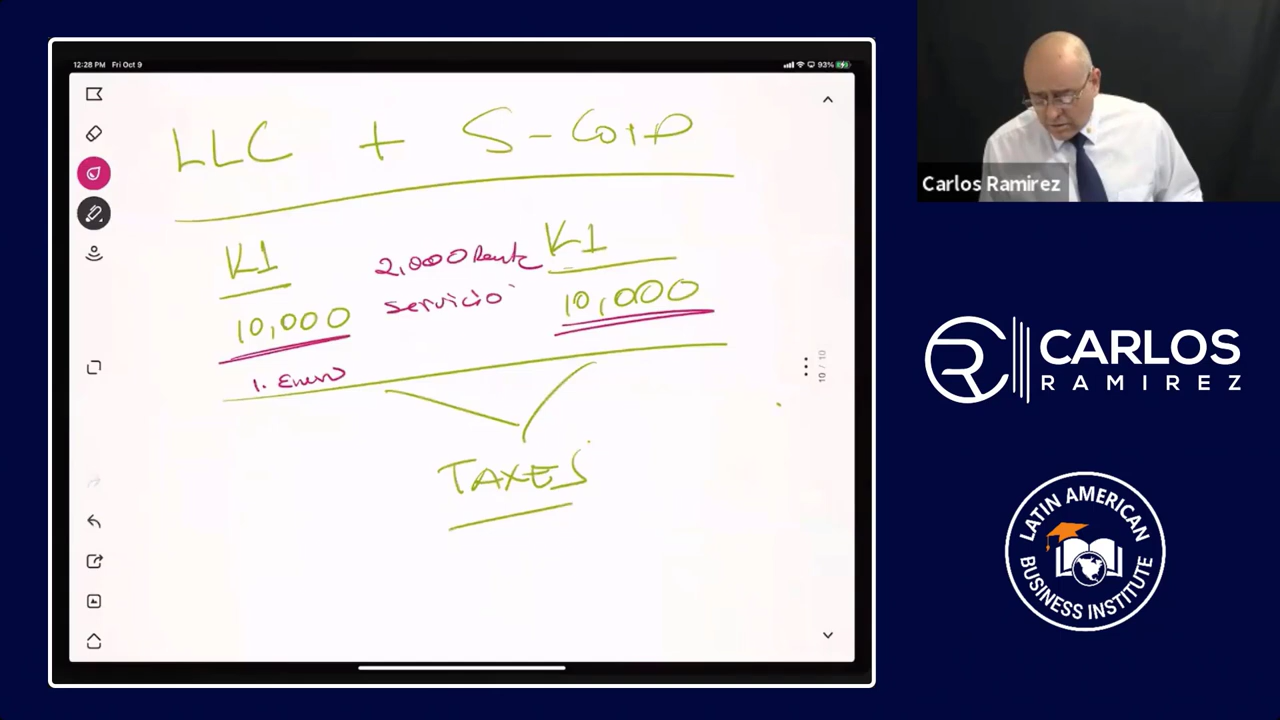 12:28 PM Fri Oct 9
93%
LLC + S-Corp
K1
2,000 Renta
K1
10,000
Servicio
10,000
1. Enero
TAXES
10 / 10
Carlos Ramirez
CARLOS
RAMIREZ
LATIN AMERICAN
BUSINESS INSTITUTE